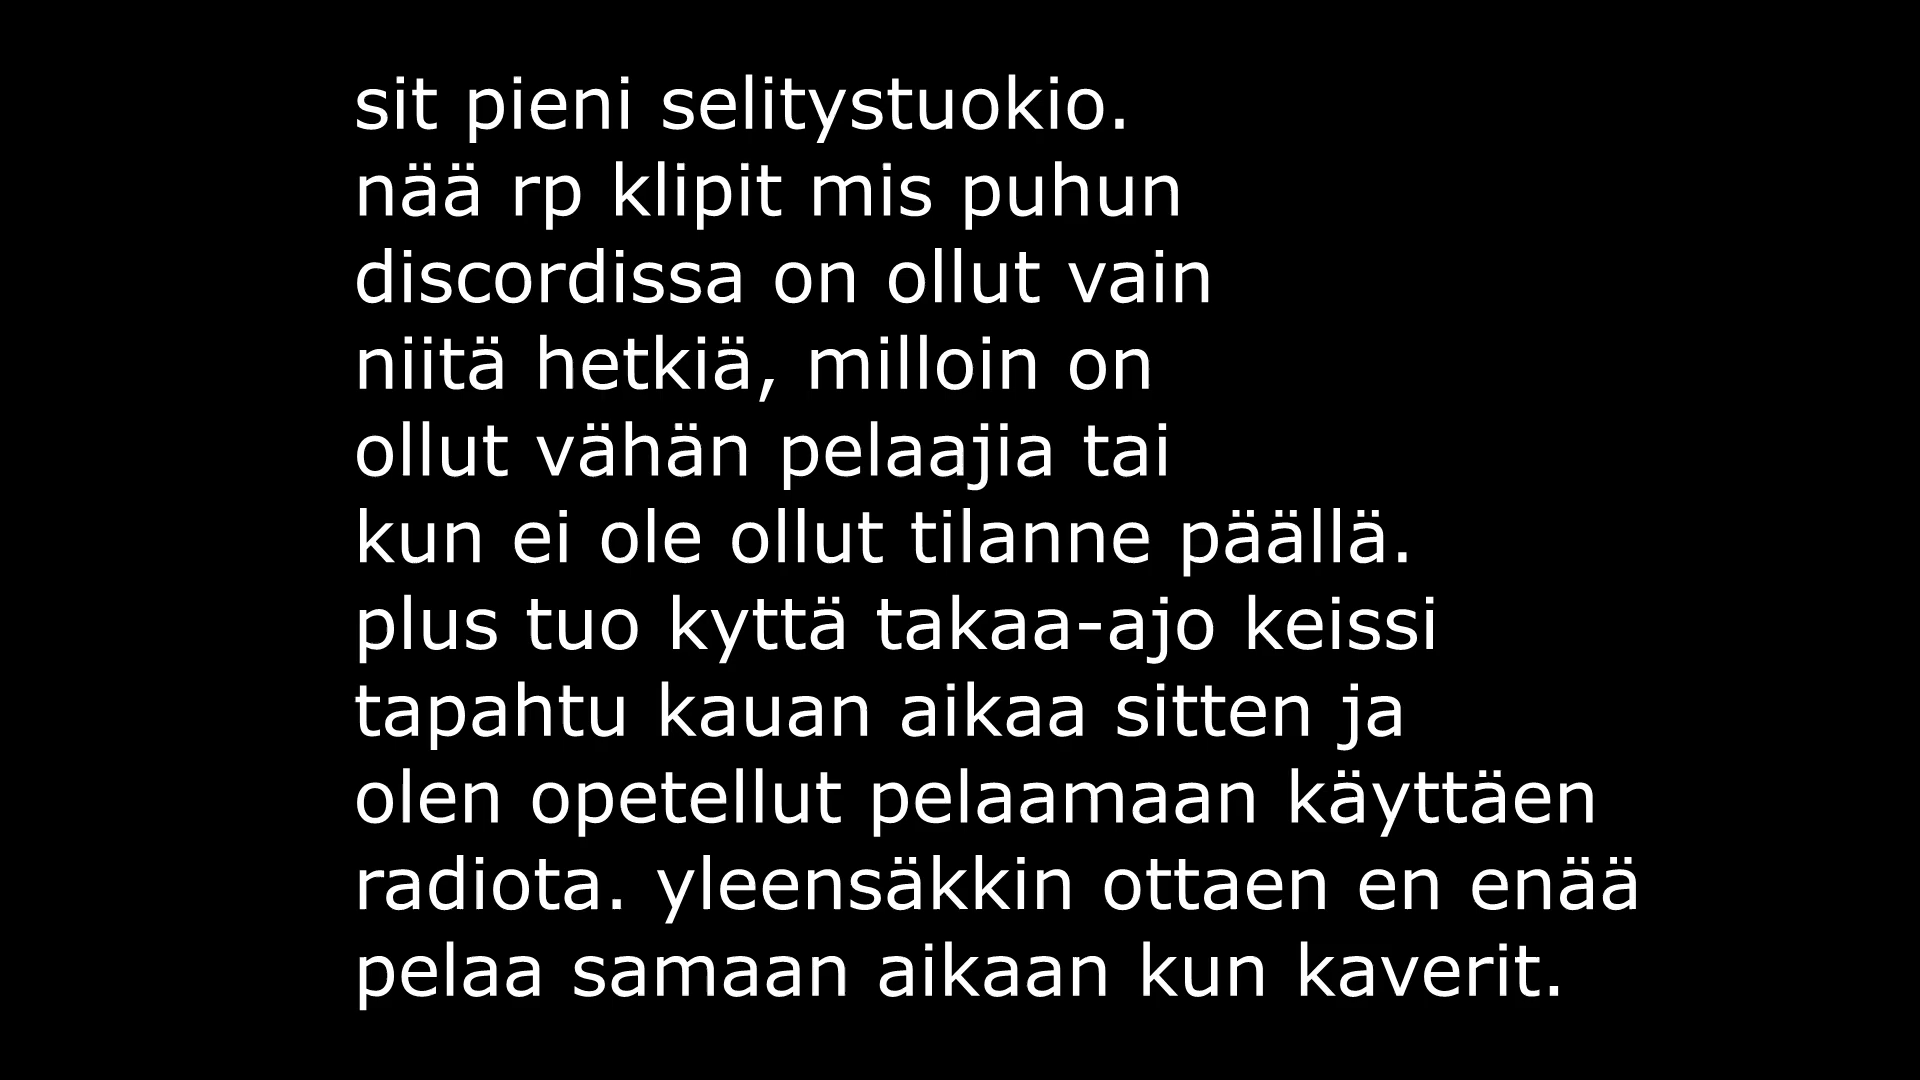 sit pieni selitystuokio.
nää rp klipit mis puhun
discordissa on ollut vain
niitä hetkiä, milloin on
ollut vähän pelaajia tai
kun ei ole ollut tilanne päällä.
plus tuo kyttä takaa-ajo keissi
tapahtu kauan aikaa sitten ja
olen opetellut pelaamaan käyttäen
radiota. yleensäkkin ottaen en enää
pelaa samaan aikaan kun kaverit.